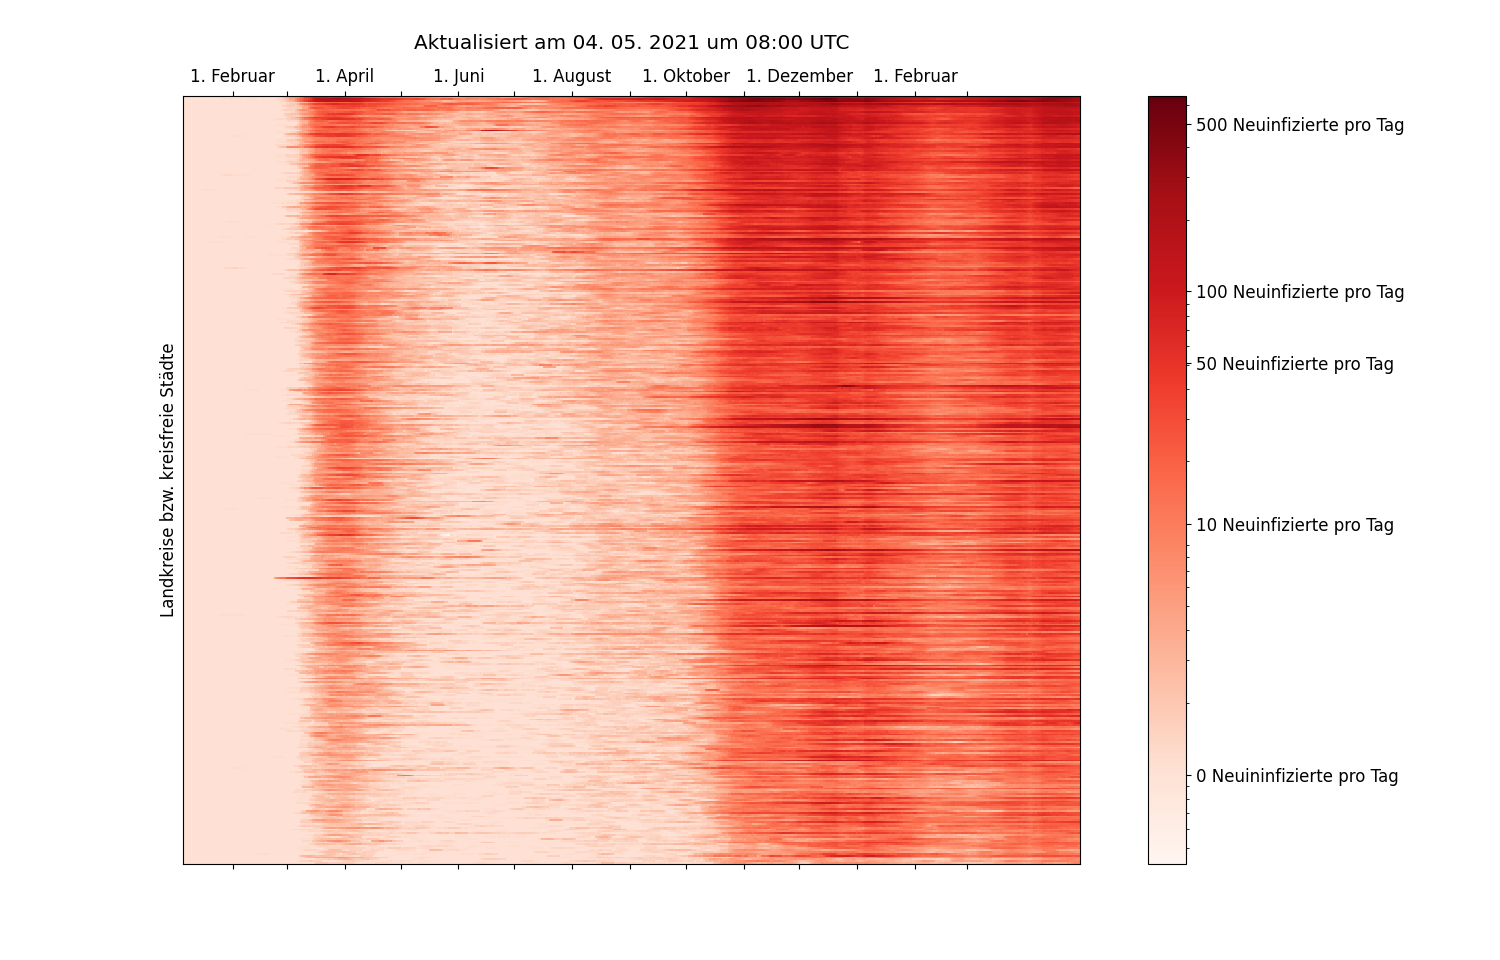 Aktualisiert am 04. 05. 2021 um 08:00 UTC
1. Februar 1. April 1. Juni 1. August 1. Oktober 1. Dezember 1. Februar
Landkreise bzw. kreisfreie Städte
500 Neuinfizierte pro Tag
100 Neuinfizierte pro Tag
50 Neuinfizierte pro Tag
10 Neuinfizierte pro Tag
0 Neuininfizierte pro Tag